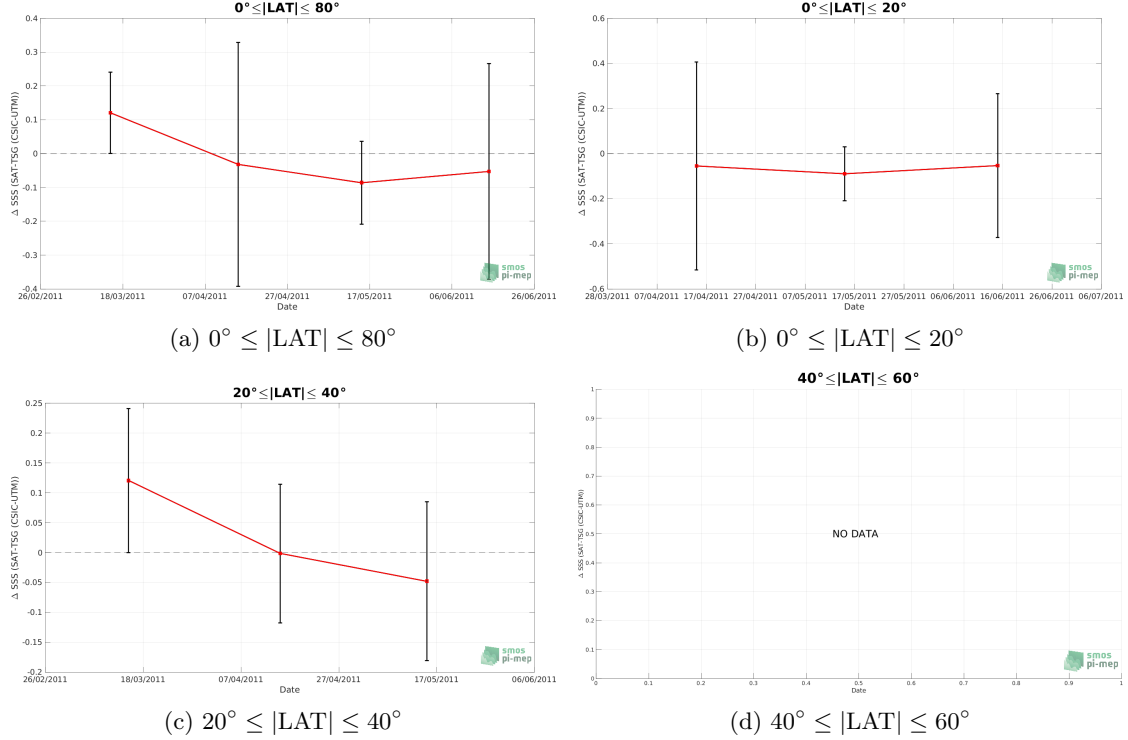 0°≤|LAT|≤ 80°
0.4
0.3
0.2
0.1
0
-0.1
-0.2
-0.3
-0.4
Δ SSS (SAT-TSG (CSIC-UTM))
26/02/2011 18/03/2011 07/04/2011 27/04/2011 17/05/2011 06/06/2011 26/06/2011
Date
smos
pi-mep
(a) 0° ≤ |LAT| ≤ 80°
0°≤|LAT|≤ 20°
0.6
0.4
0.2
0
-0.2
-0.4
-0.6
Δ SSS (SAT-TSG (CSIC-UTM))
28/03/2011 07/04/2011 17/04/2011 27/04/2011 07/05/2011 17/05/2011 27/05/2011 06/06/2011 16/06/2011 26/06/2011 06/07/2011
Date
smos
pi-mep
(b) 0° ≤ |LAT| ≤ 20°
20°≤|LAT|≤ 40°
0.25
0.2
0.15
0.1
0.05
0
-0.05
-0.1
-0.15
-0.2
Δ SSS (SAT-TSG (CSIC-UTM))
26/02/2011 18/03/2011 07/04/2011 27/04/2011 17/05/2011 06/06/2011
Date
smos
pi-mep
(c) 20° ≤ |LAT| ≤ 40°
40°≤|LAT|≤ 60°
1
0.9
0.8
0.7
0.6
0.5
0.4
0.3
0.2
0.1
0
Δ SSS (SAT-TSG (CSIC-UTM))
NO DATA
0 0.1 0.2 0.3 0.4 0.5 0.6 0.7 0.8 0.9 1
Date
smos
pi-mep
(d) 40° ≤ |LAT| ≤ 60°